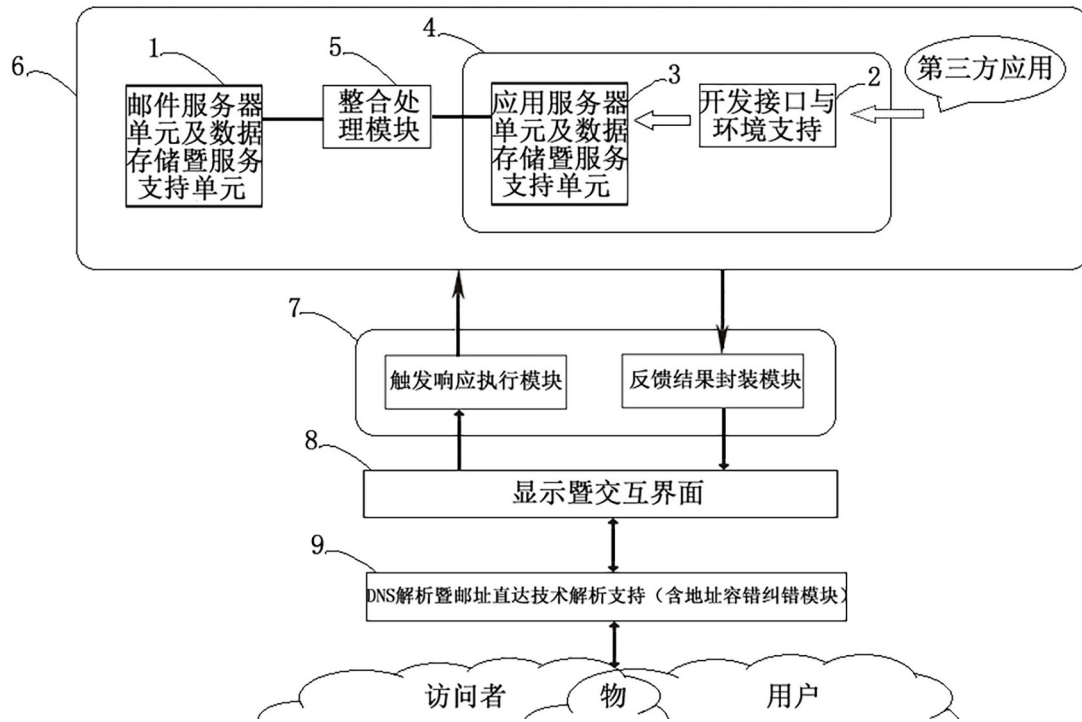 6
1
邮件服务器
单元及数据
存储暨服务
支持单元
5
整合处
理模块
4
应用服务器
单元及数据
存储暨服务
支持单元
3
开发接口与
环境支持
2
第三方应用
7
触发响应执行模块
反馈结果封装模块
8
显示暨交互界面
9
DNS解析暨邮址直达技术解析支持（含地址容错纠错模块）
访问者
物
用户